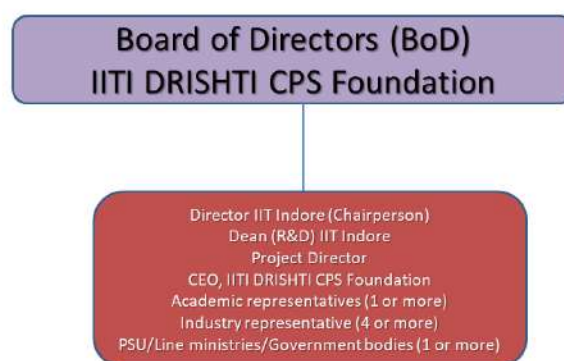 Board of Directors (BoD)
IITI DRISHTI CPS Foundation
Director IIT Indore (Chairperson)
Dean (R&D) IIT Indore
Project Director
CEO, IITI DRISHTI CPS Foundation
Academic representatives (1 or more)
Industry representative (4 or more)
PSU/Line ministries/Government bodies (1 or more)